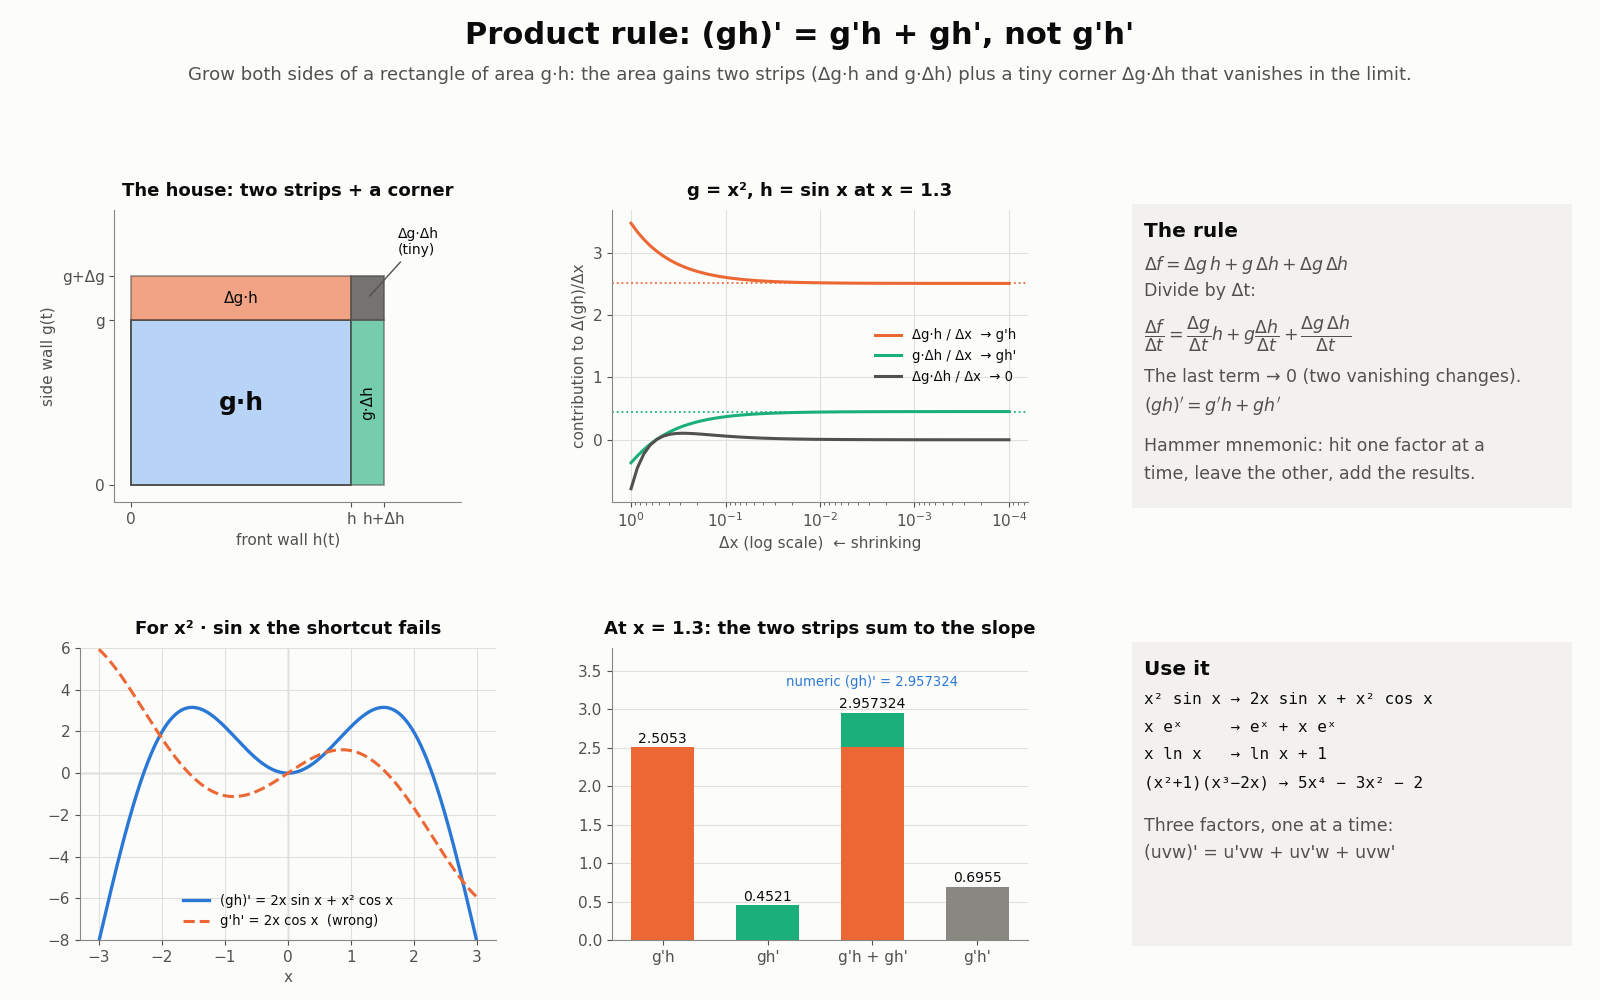 Product rule: (gh)' = g'h + gh', not g'h'
Grow both sides of a rectangle of area g·h: the area gains two strips (Δg·h and g·Δh) plus a tiny corner Δg·Δh that vanishes in the limit.
The house: two strips + a corner
Δg·Δh
(tiny)
g+Δg
g
0
side wall g(t)
Δg·h
g·h
g·Δh
0
h
h+Δh
front wall h(t)
g = x², h = sin x at x = 1.3
contribution to Δ(gh)/Δx
3
2
1
0
Δg·h / Δx → g'h
g·Δh / Δx → gh'
Δg·Δh / Δx → 0
10⁰ 10⁻¹ 10⁻² 10⁻³ 10⁻⁴
Δx (log scale) ← shrinking
The rule
Δf = Δg h + g Δh + Δg Δh
Divide by Δt:
Δf/Δt = Δg/Δt h + g Δh/Δt + Δg Δh/Δt
The last term → 0 (two vanishing changes).
(gh)′ = g′h + gh′
Hammer mnemonic: hit one factor at a
time, leave the other, add the results.
For x² · sin x the shortcut fails
6
4
2
0
−2
−4
−6
−8
(gh)' = 2x sin x + x² cos x
g'h' = 2x cos x (wrong)
−3 −2 −1 0 1 2 3
x
At x = 1.3: the two strips sum to the slope
3.5
3.0
2.5
2.0
1.5
1.0
0.5
0.0
numeric (gh)' = 2.957324
2.5053
0.4521
2.957324
0.6955
g'h
gh'
g'h + gh'
g'h'
Use it
x² sin x → 2x sin x + x² cos x
x eˣ → eˣ + x eˣ
x ln x → ln x + 1
(x²+1)(x³−2x) → 5x⁴ − 3x² − 2
Three factors, one at a time:
(uvw)' = u'vw + uv'w + uvw'